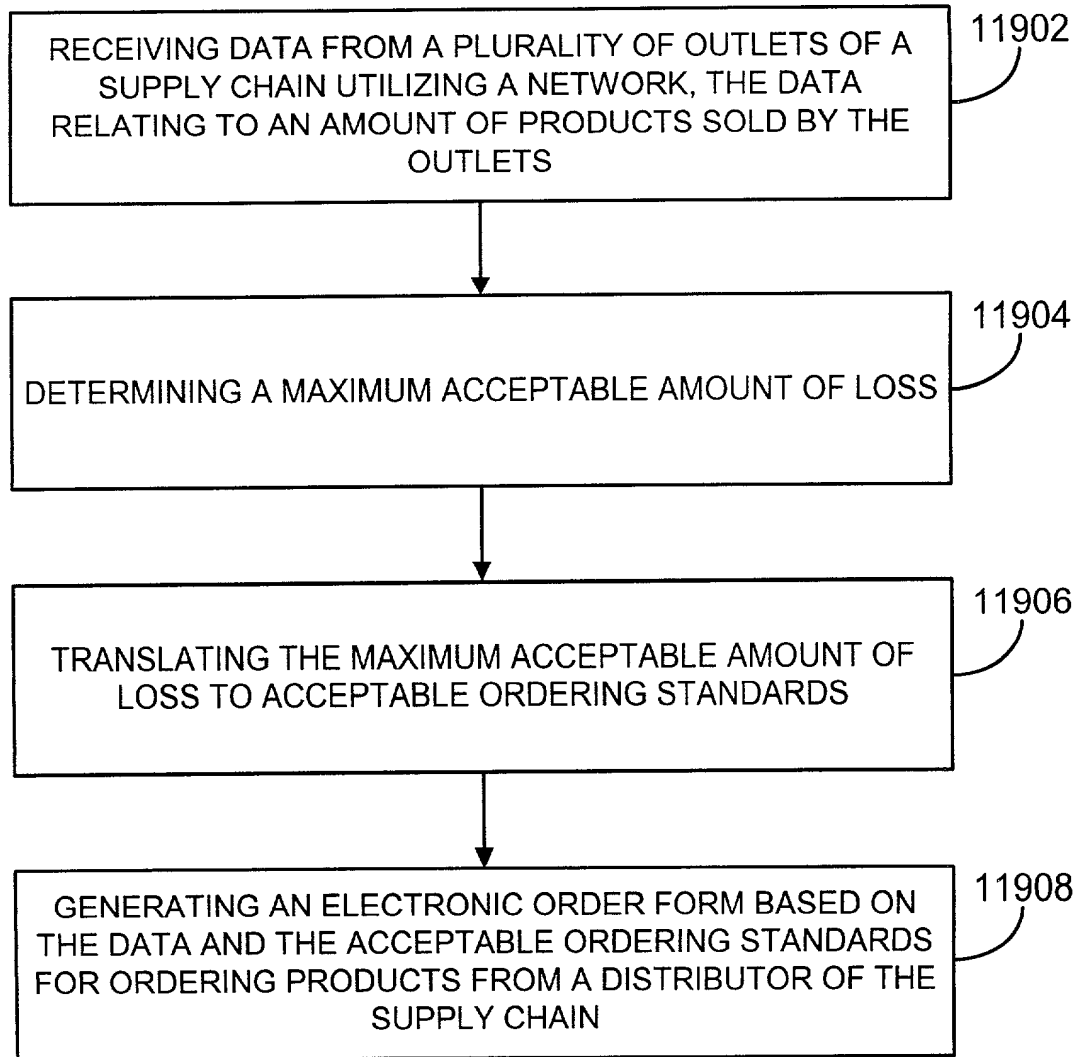 11902
RECEIVING DATA FROM A PLURALITY OF OUTLETS OF A
SUPPLY CHAIN UTILIZING A NETWORK, THE DATA
RELATING TO AN AMOUNT OF PRODUCTS SOLD BY THE
OUTLETS
11904
DETERMINING A MAXIMUM ACCEPTABLE AMOUNT OF LOSS
11906
TRANSLATING THE MAXIMUM ACCEPTABLE AMOUNT OF
LOSS TO ACCEPTABLE ORDERING STANDARDS
11908
GENERATING AN ELECTRONIC ORDER FORM BASED ON
THE DATA AND THE ACCEPTABLE ORDERING STANDARDS
FOR ORDERING PRODUCTS FROM A DISTRIBUTOR OF THE
SUPPLY CHAIN